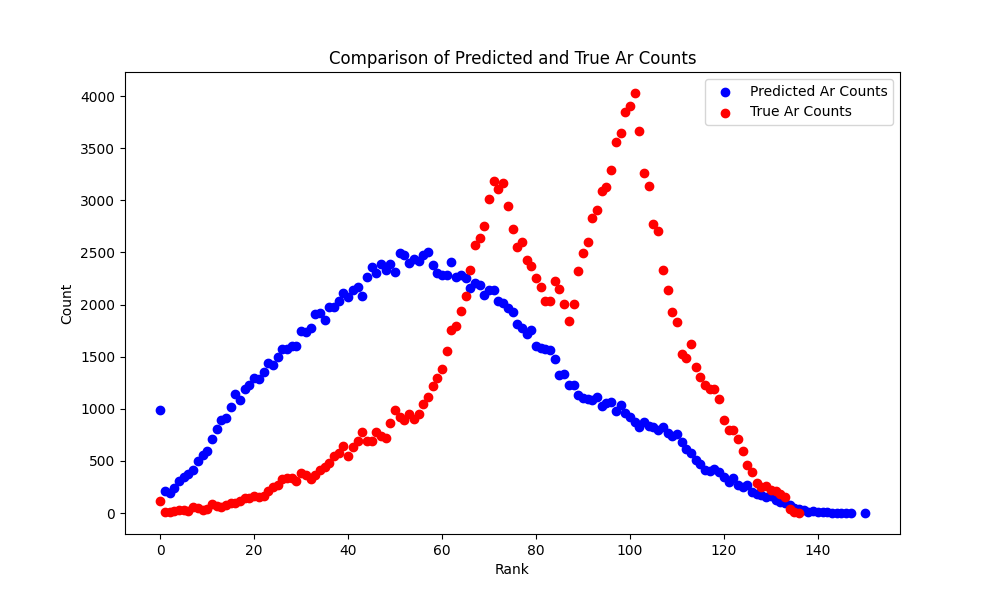 Comparison of Predicted and True Ar Counts
Predicted Ar Counts
True Ar Counts
Count
4000
3500
3000
2500
2000
1500
1000
500
0
0 20 40 60 80 100 120 140
Rank